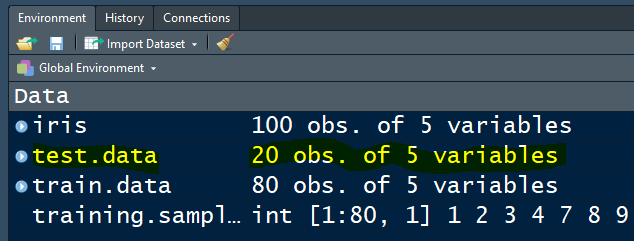 Environment History Connections
Import Dataset
Global Environment
Data
iris 100 obs. of 5 variables
test.data 20 obs. of 5 variables
train.data 80 obs. of 5 variables
training.sampl… int [1:80, 1] 1 2 3 4 7 8 9